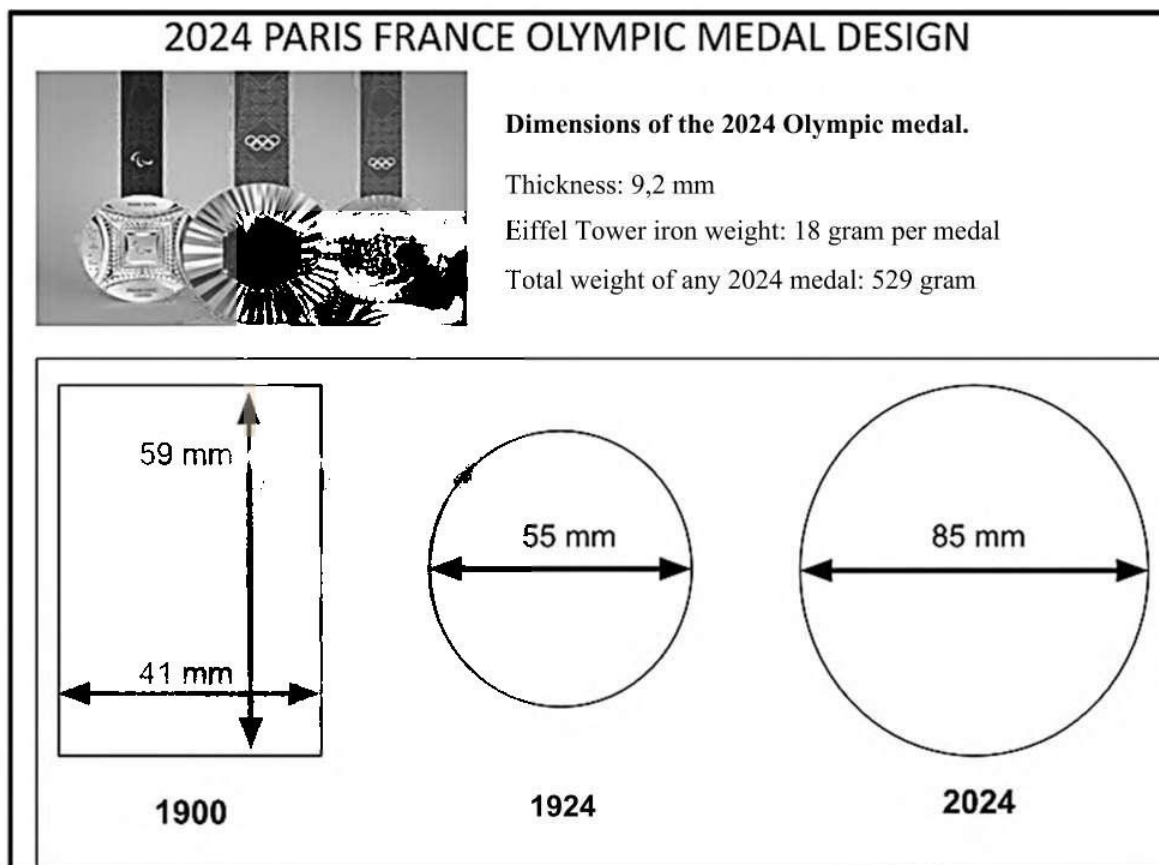 2024 PARIS FRANCE OLYMPIC MEDAL DESIGN
Dimensions of the 2024 Olympic medal.
Thickness: 9,2 mm
Eiffel Tower iron weight: 18 gram per medal
Total weight of any 2024 medal: 529 gram
59 mm
41 mm
55 mm
85 mm
1900
1924
2024